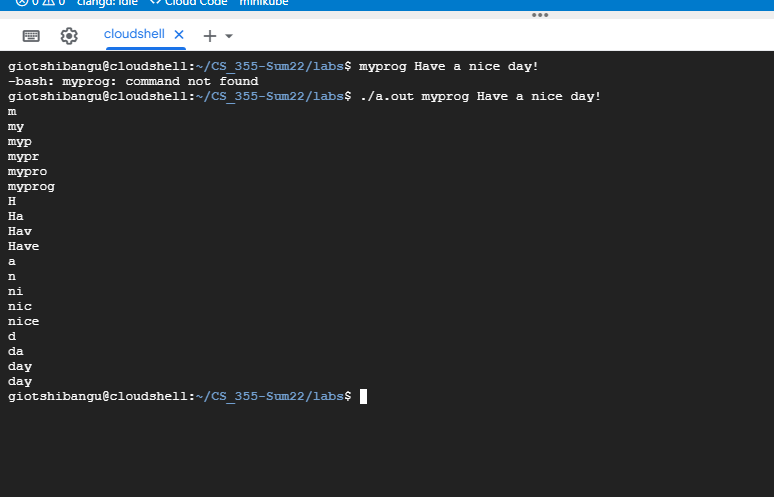 0 0 clangd: idle Cloud Code minikube
cloudshell
giotshibangu@cloudshell:~/CS_355-Sum22/labs$ myprog Have a nice day!
-bash: myprog: command not found
giotshibangu@cloudshell:~/CS_355-Sum22/labs$ ./a.out myprog Have a nice day!
m
my
myp
mypr
mypro
myprog
H
Ha
Hav
Have
a
n
ni
nic
nice
d
da
day
day
giotshibangu@cloudshell:~/CS_355-Sum22/labs$